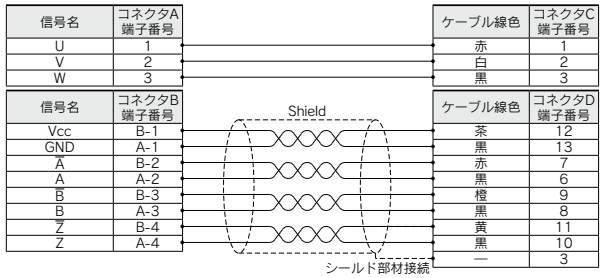 信号名 コネクタA端子番号 ケーブル線色 コネクタC端子番号
U 1 赤 1
V 2 白 2
W 3 黒 3
信号名 コネクタB端子番号 Shield ケーブル線色 コネクタD端子番号
Vcc B-1 茶 12
GND A-1 黒 13
A̅ B-2 赤 7
A A-2 黒 6
B̅ B-3 橙 9
B A-3 黒 8
Z̅ B-4 黄 11
Z A-4 黒 10
― 3
シールド部材接続